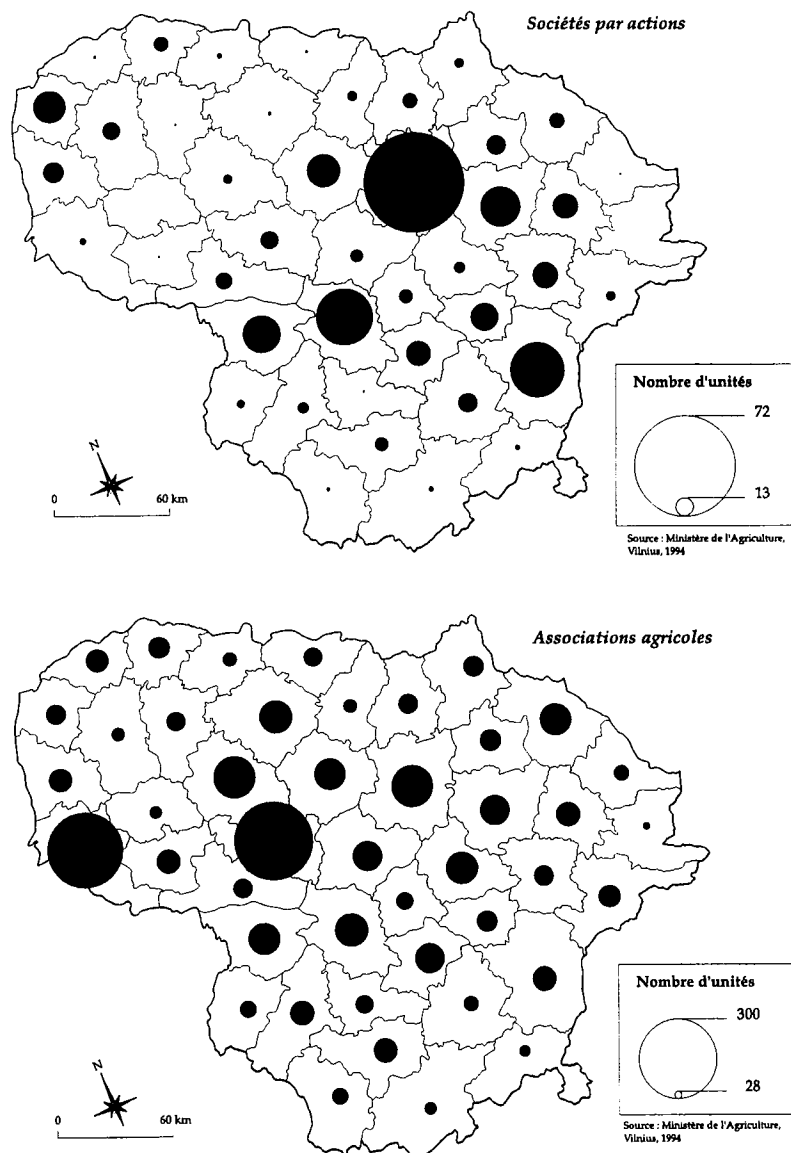 Sociétés par actions
Nombre d'unités
72
13
N
0 60 km
Source : Ministère de l'Agriculture,
Vilnius, 1994
Associations agricoles
Nombre d'unités
300
28
N
0 60 km
Source : Ministère de l'Agriculture,
Vilnius, 1994